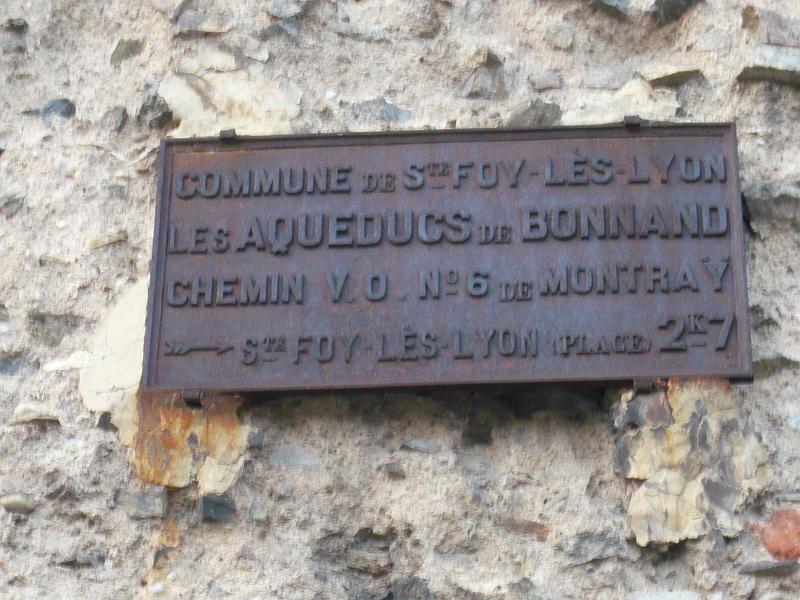 COMMUNE DE STE FOY-LÈS-LYON
LES AQUEDUCS DE BONNAND
CHEMIN V.O. Nº 6 DE MONTRAŸ
STE FOY-LÈS-LYON (PLACE) 2K7